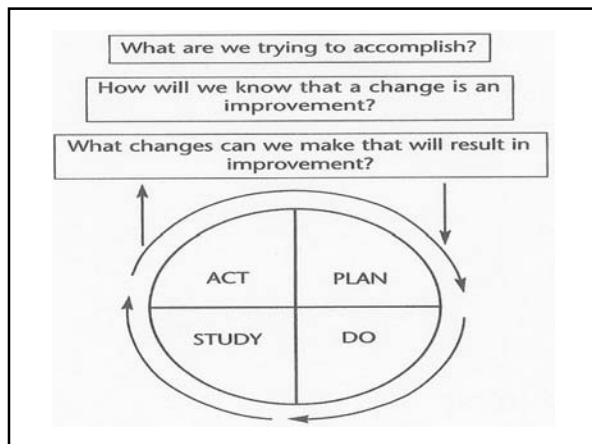 What are we trying to accomplish?
How will we know that a change is an
improvement?
What changes can we make that will result in
improvement?
ACT PLAN
STUDY DO